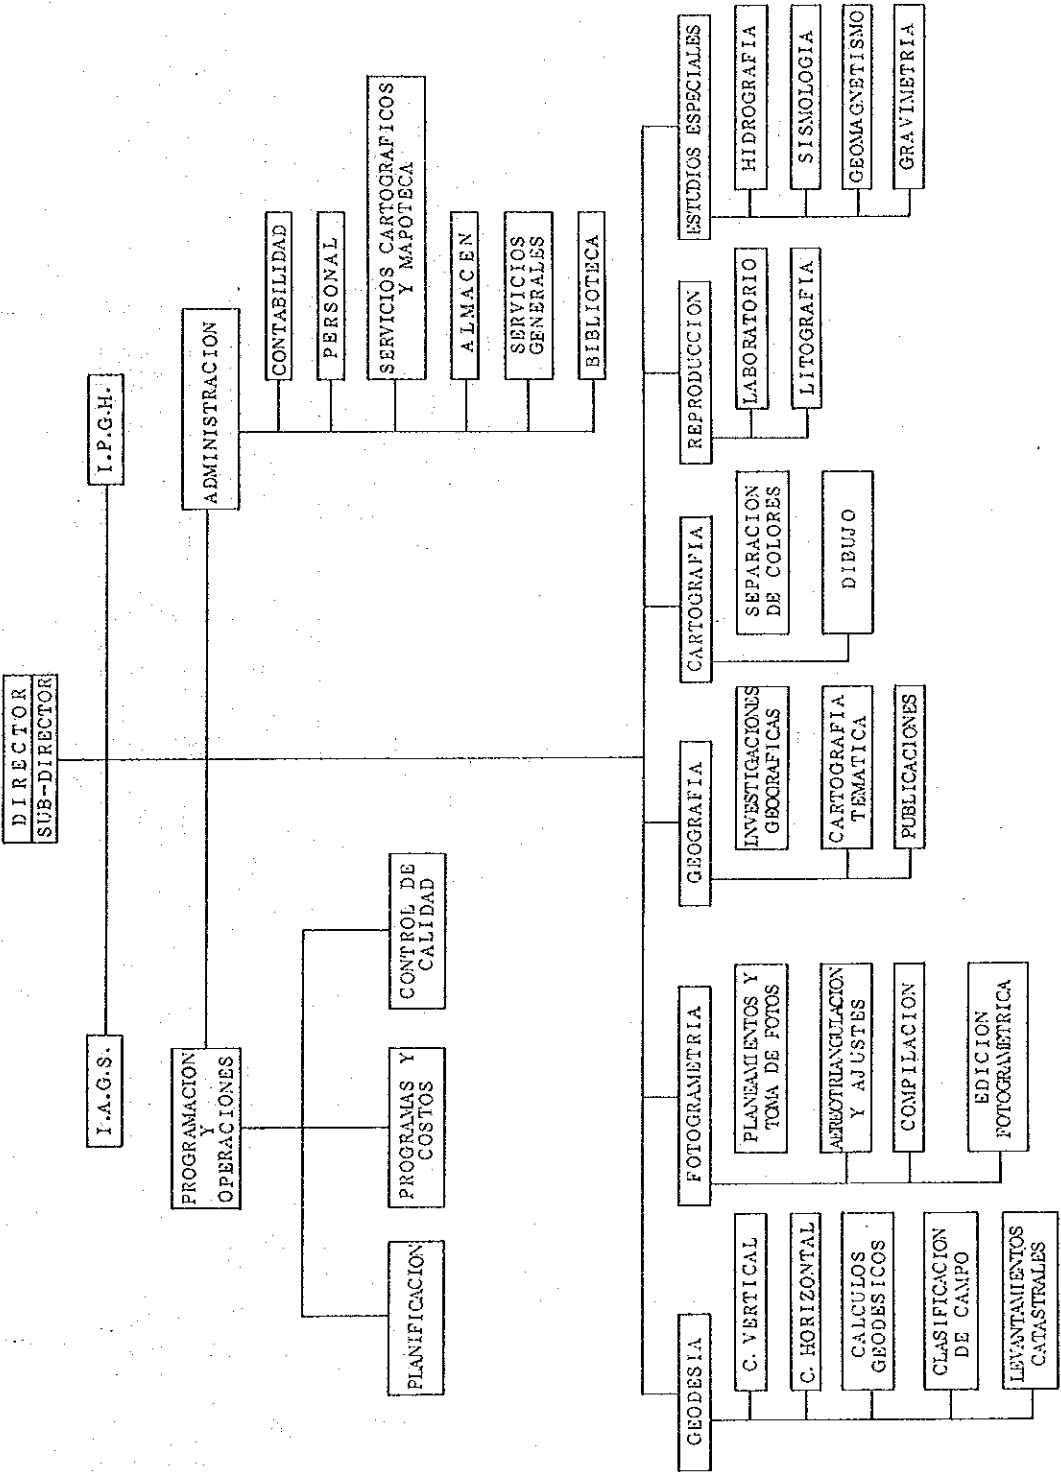 DIRECTOR
SUB-DIRECTOR
I.A.G.S.
I.P.G.H.
PROGRAMACION
Y
OPERACIONES
ADMINISTRACION
PLANIFICACION
PROGRAMAS Y
COSTOS
CONTROL DE
CALIDAD
CONTABILIDAD
PERSONAL
SERVICIOS CARTOGRAFICOS
Y MAPOTECA
ALMACEN
SERVICIOS
GENERALES
BIBLIOTECA
GEODESIA
C. VERTICAL
C. HORIZONTAL
CALCULOS
GEODESICOS
CLASIFICACION
DE CAMPO
LEVANTAMIENTOS
CATASTRALES
FOTOGRAMETRIA
PLANEAMIENTOS Y
TOMA DE FOTOS
AEREOTRIANGULACION
Y AJUSTES
COMPILACION
EDICION
FOTOGRAMETRICA
GEOGRAFIA
INVESTIGACIONES
GEOGRAFICAS
CARTOGRAFIA
TEMATICA
PUBLICACIONES
CARTOGRAFIA
SEPARACION
DE COLORES
DIBUJO
REPRODUCCION
LABORATORIO
LITOGRAFIA
ESTUDIOS ESPECIALES
HIDROGRAFIA
SISMOLOGIA
GEOMAGNETISMO
GRAVIMETRIA